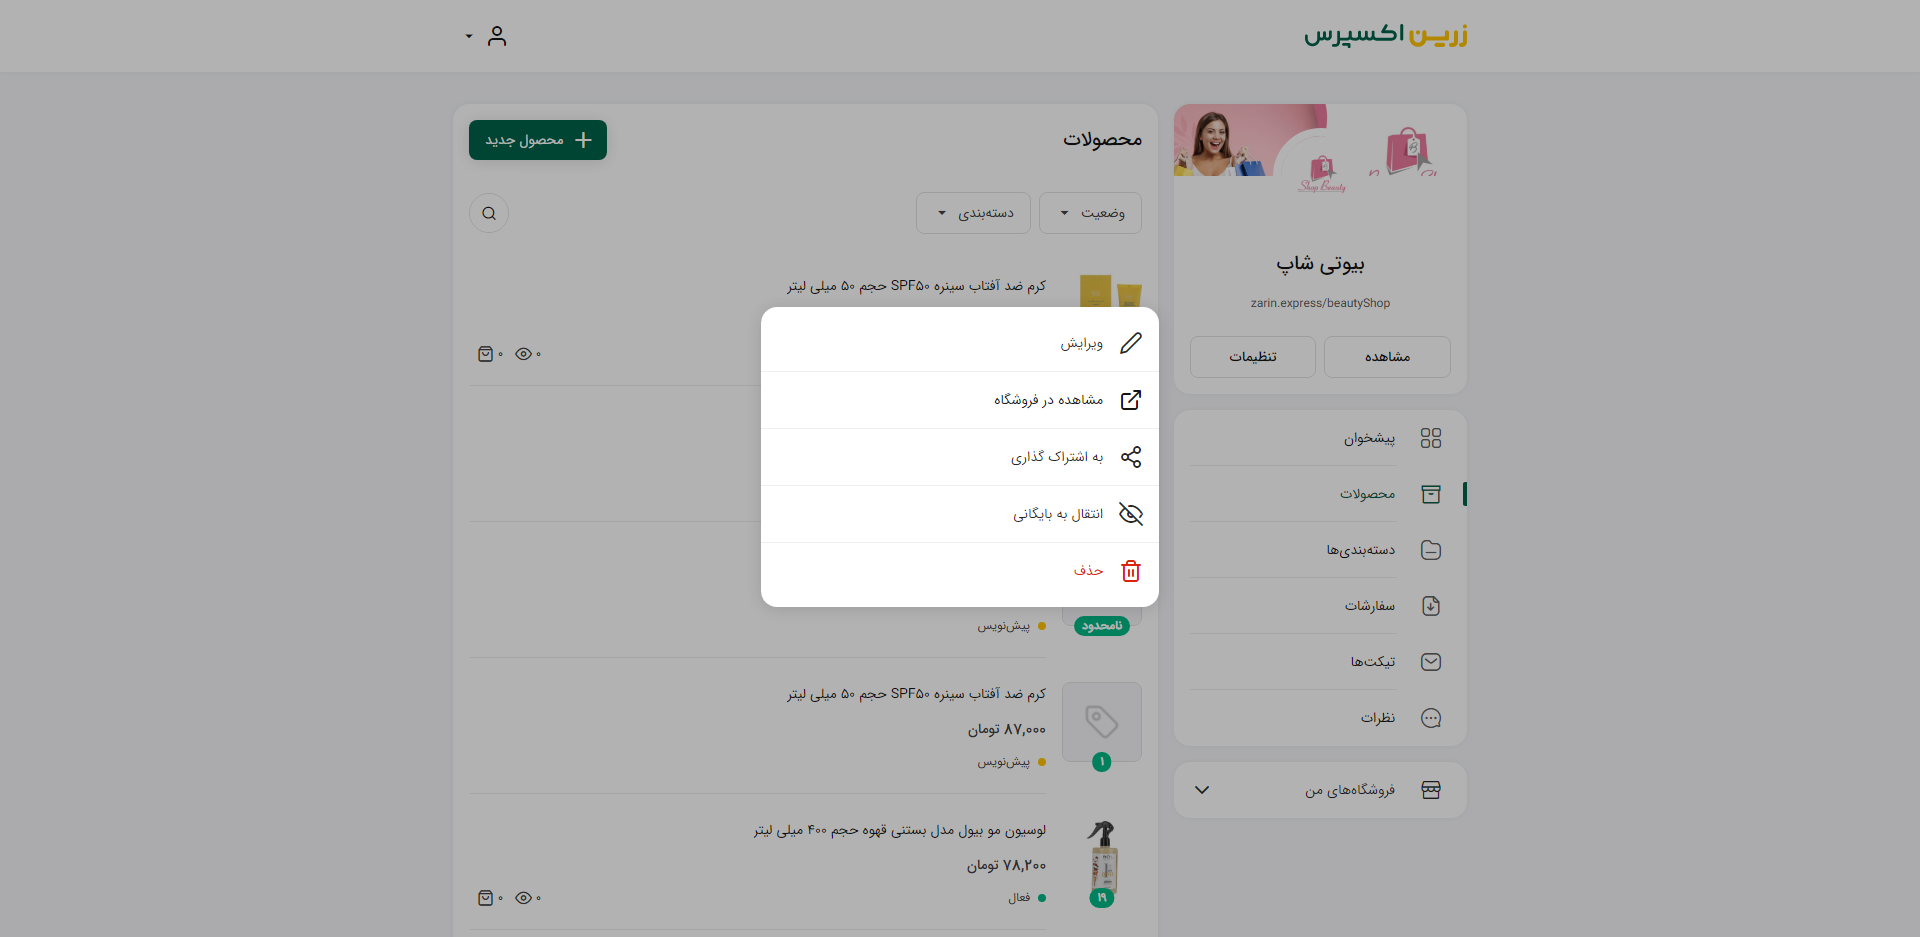 زرین اکسپرس
Shop Beauty
بیوتی شاپ
zarin.express/beautyShop
مشاهده
تنظیمات
پیشخوان
محصولات
دسته‌بندی‌ها
سفارشات
تیکت‌ها
نظرات
فروشگاه‌های من
محصولات
محصول جدید
وضعیت
دسته‌بندی
کرم ضد آفتاب سینره SPF۵۰ حجم ۵۰ میلی لیتر
۰ ۰
ویرایش
مشاهده در فروشگاه
به اشتراک گذاری
انتقال به بایگانی
حذف
نامحدود
پیش‌نویس
کرم ضد آفتاب سینره SPF۵۰ حجم ۵۰ میلی لیتر
۸۷,۰۰۰ تومان
پیش‌نویس
۱
لوسیون مو بیول مدل بستنی قهوه حجم ۴۰۰ میلی لیتر
۷۸,۲۰۰ تومان
فعال
۰ ۰
۱۹